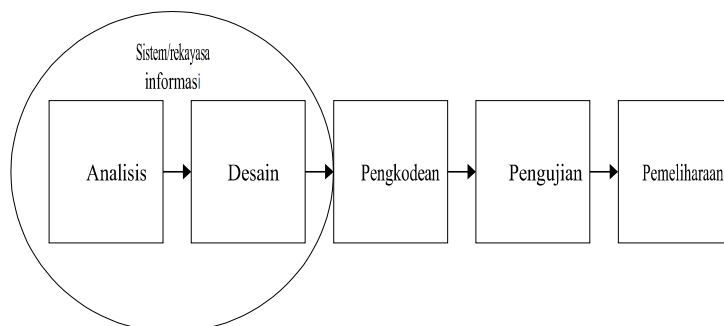 Sistem/rekayasa
informasi
Analisis
Desain
Pengkodean
Pengujian
Pemeliharaan